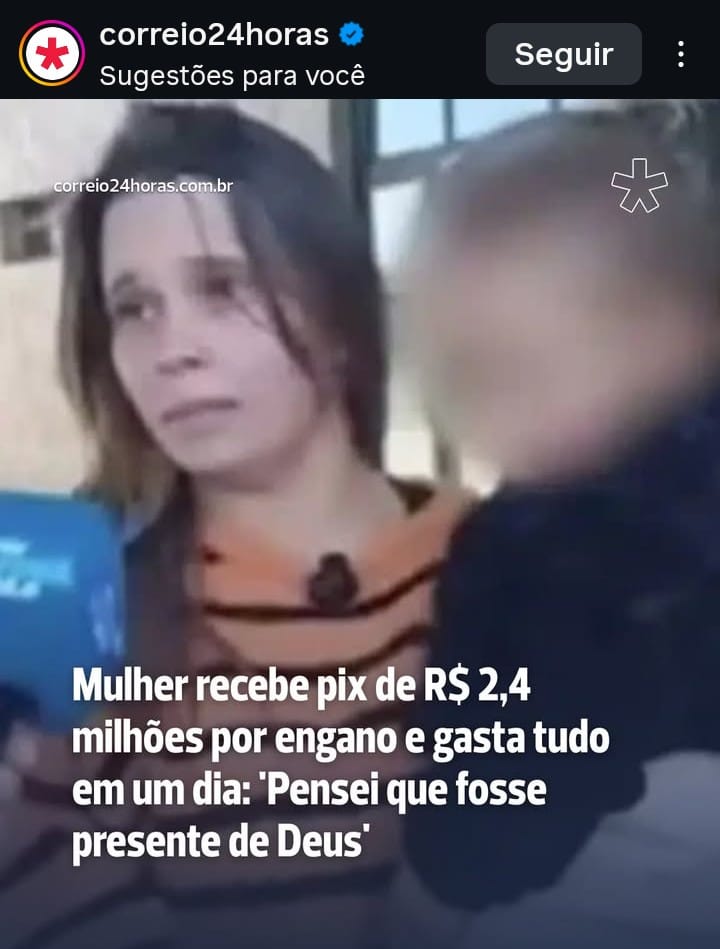 correio24horas
Seguir
Sugestões para você
correio24horas.com.br
Mulher recebe pix de R$ 2,4
milhões por engano e gasta tudo
em um dia: 'Pensei que fosse
presente de Deus'